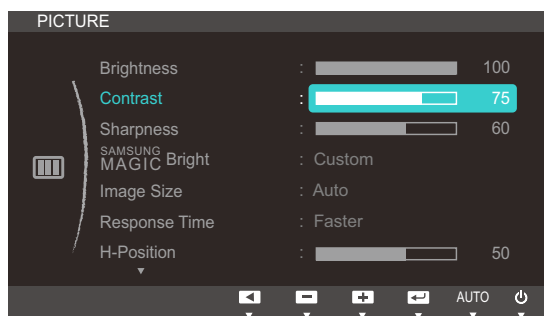 PICTURE
Brightness : 100
Contrast : 75
Sharpness : 60
SAMSUNG MAGIC Bright : Custom
Image Size : Auto
Response Time : Faster
H-Position : 50
AUTO